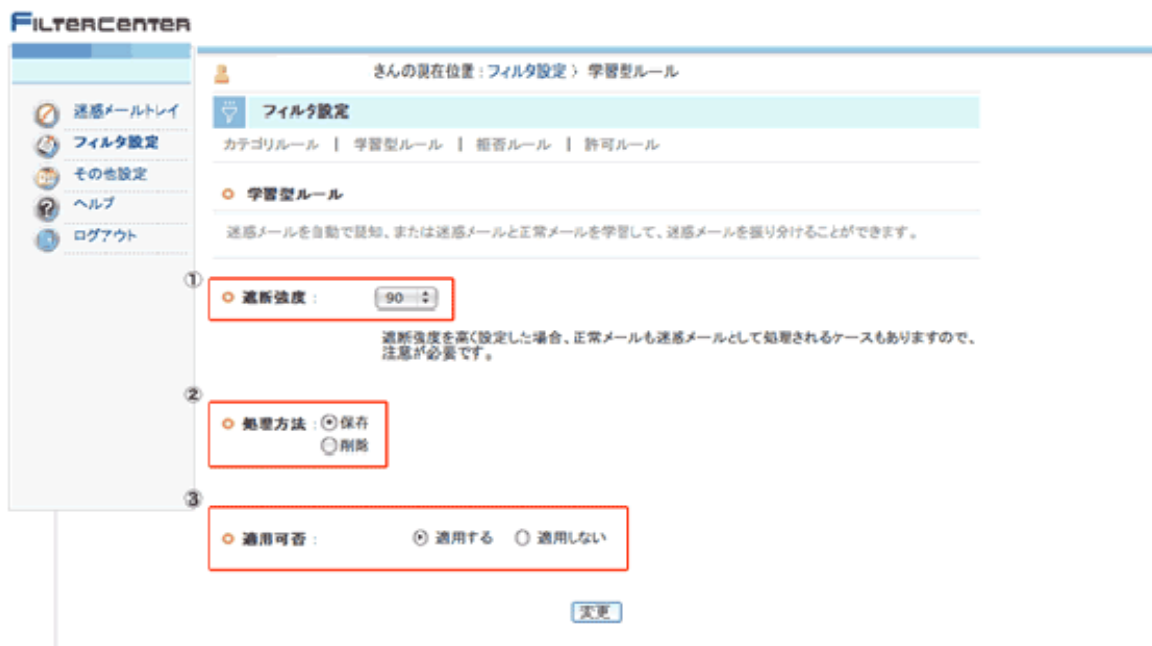 FILTERCENTER
さんの現在位置 : フィルタ設定 〉 学習型ルール
迷惑メールトレイ
フィルタ設定
その他設定
ヘルプ
ログアウト
フィルタ設定
カテゴリルール | 学習型ルール | 拒否ルール | 許可ルール
学習型ルール
迷惑メールを自動で認知、または迷惑メールと正常メールを学習して、迷惑メールを振り分けることができます。
①
遮断強度 : 90
遮断強度を高く設定した場合、正常メールも迷惑メールとして処理されるケースもありますので、
注意が必要です。
②
処理方法 : 保存
削除
③
適用可否 : 適用する 適用しない
変更